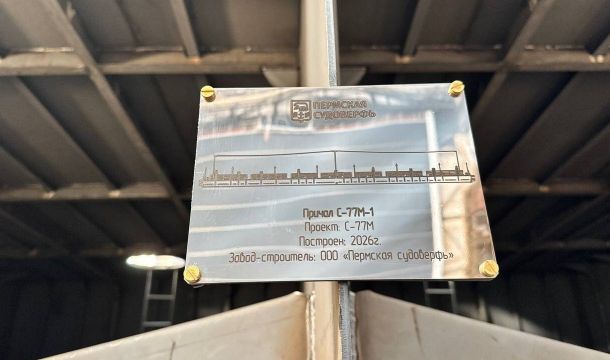 ПЕРМСКАЯ
СУДОВЕРФЬ
Причал С-77М-1
Проект: С-77М
Построен: 2026г.
Завод-строитель: ООО «Пермская судоверфь»